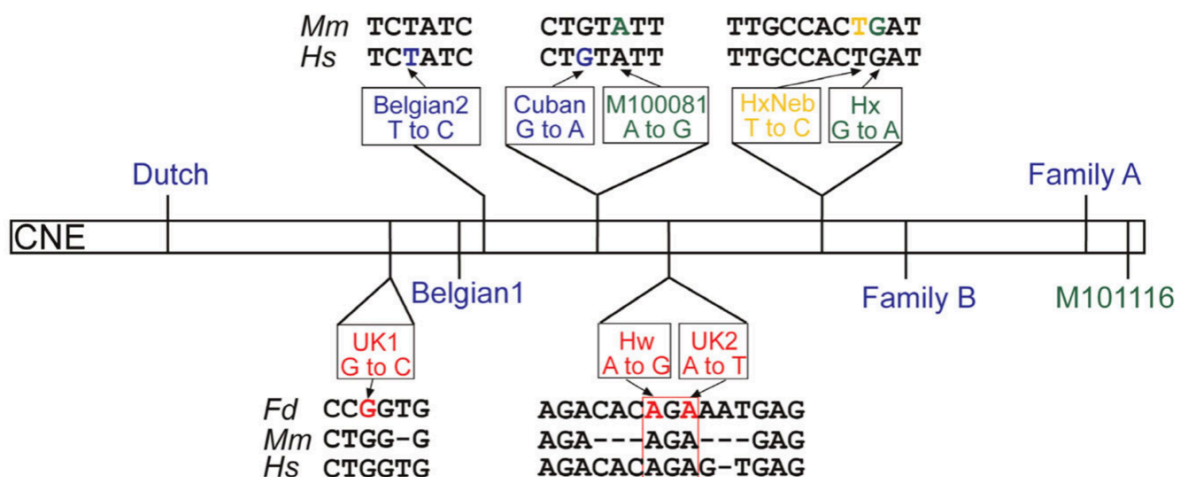 Mm TCTATC CTGTATT TTGCCACTGAT
Hs TCTATC CTGTATT TTGCCACTGAT
Belgian2 T to C
Cuban G to A
M100081 A to G
HxNeb T to C
Hx G to A
Dutch
Family A
CNE
Belgian1
Family B
M101116
UK1 G to C
Hw A to G
UK2 A to T
Fd CCGGTG AGACACAGAAATGAG
Mm CTGG-G AGA---AGA---GAG
Hs CTGGTG AGACACAGAG-TGAG